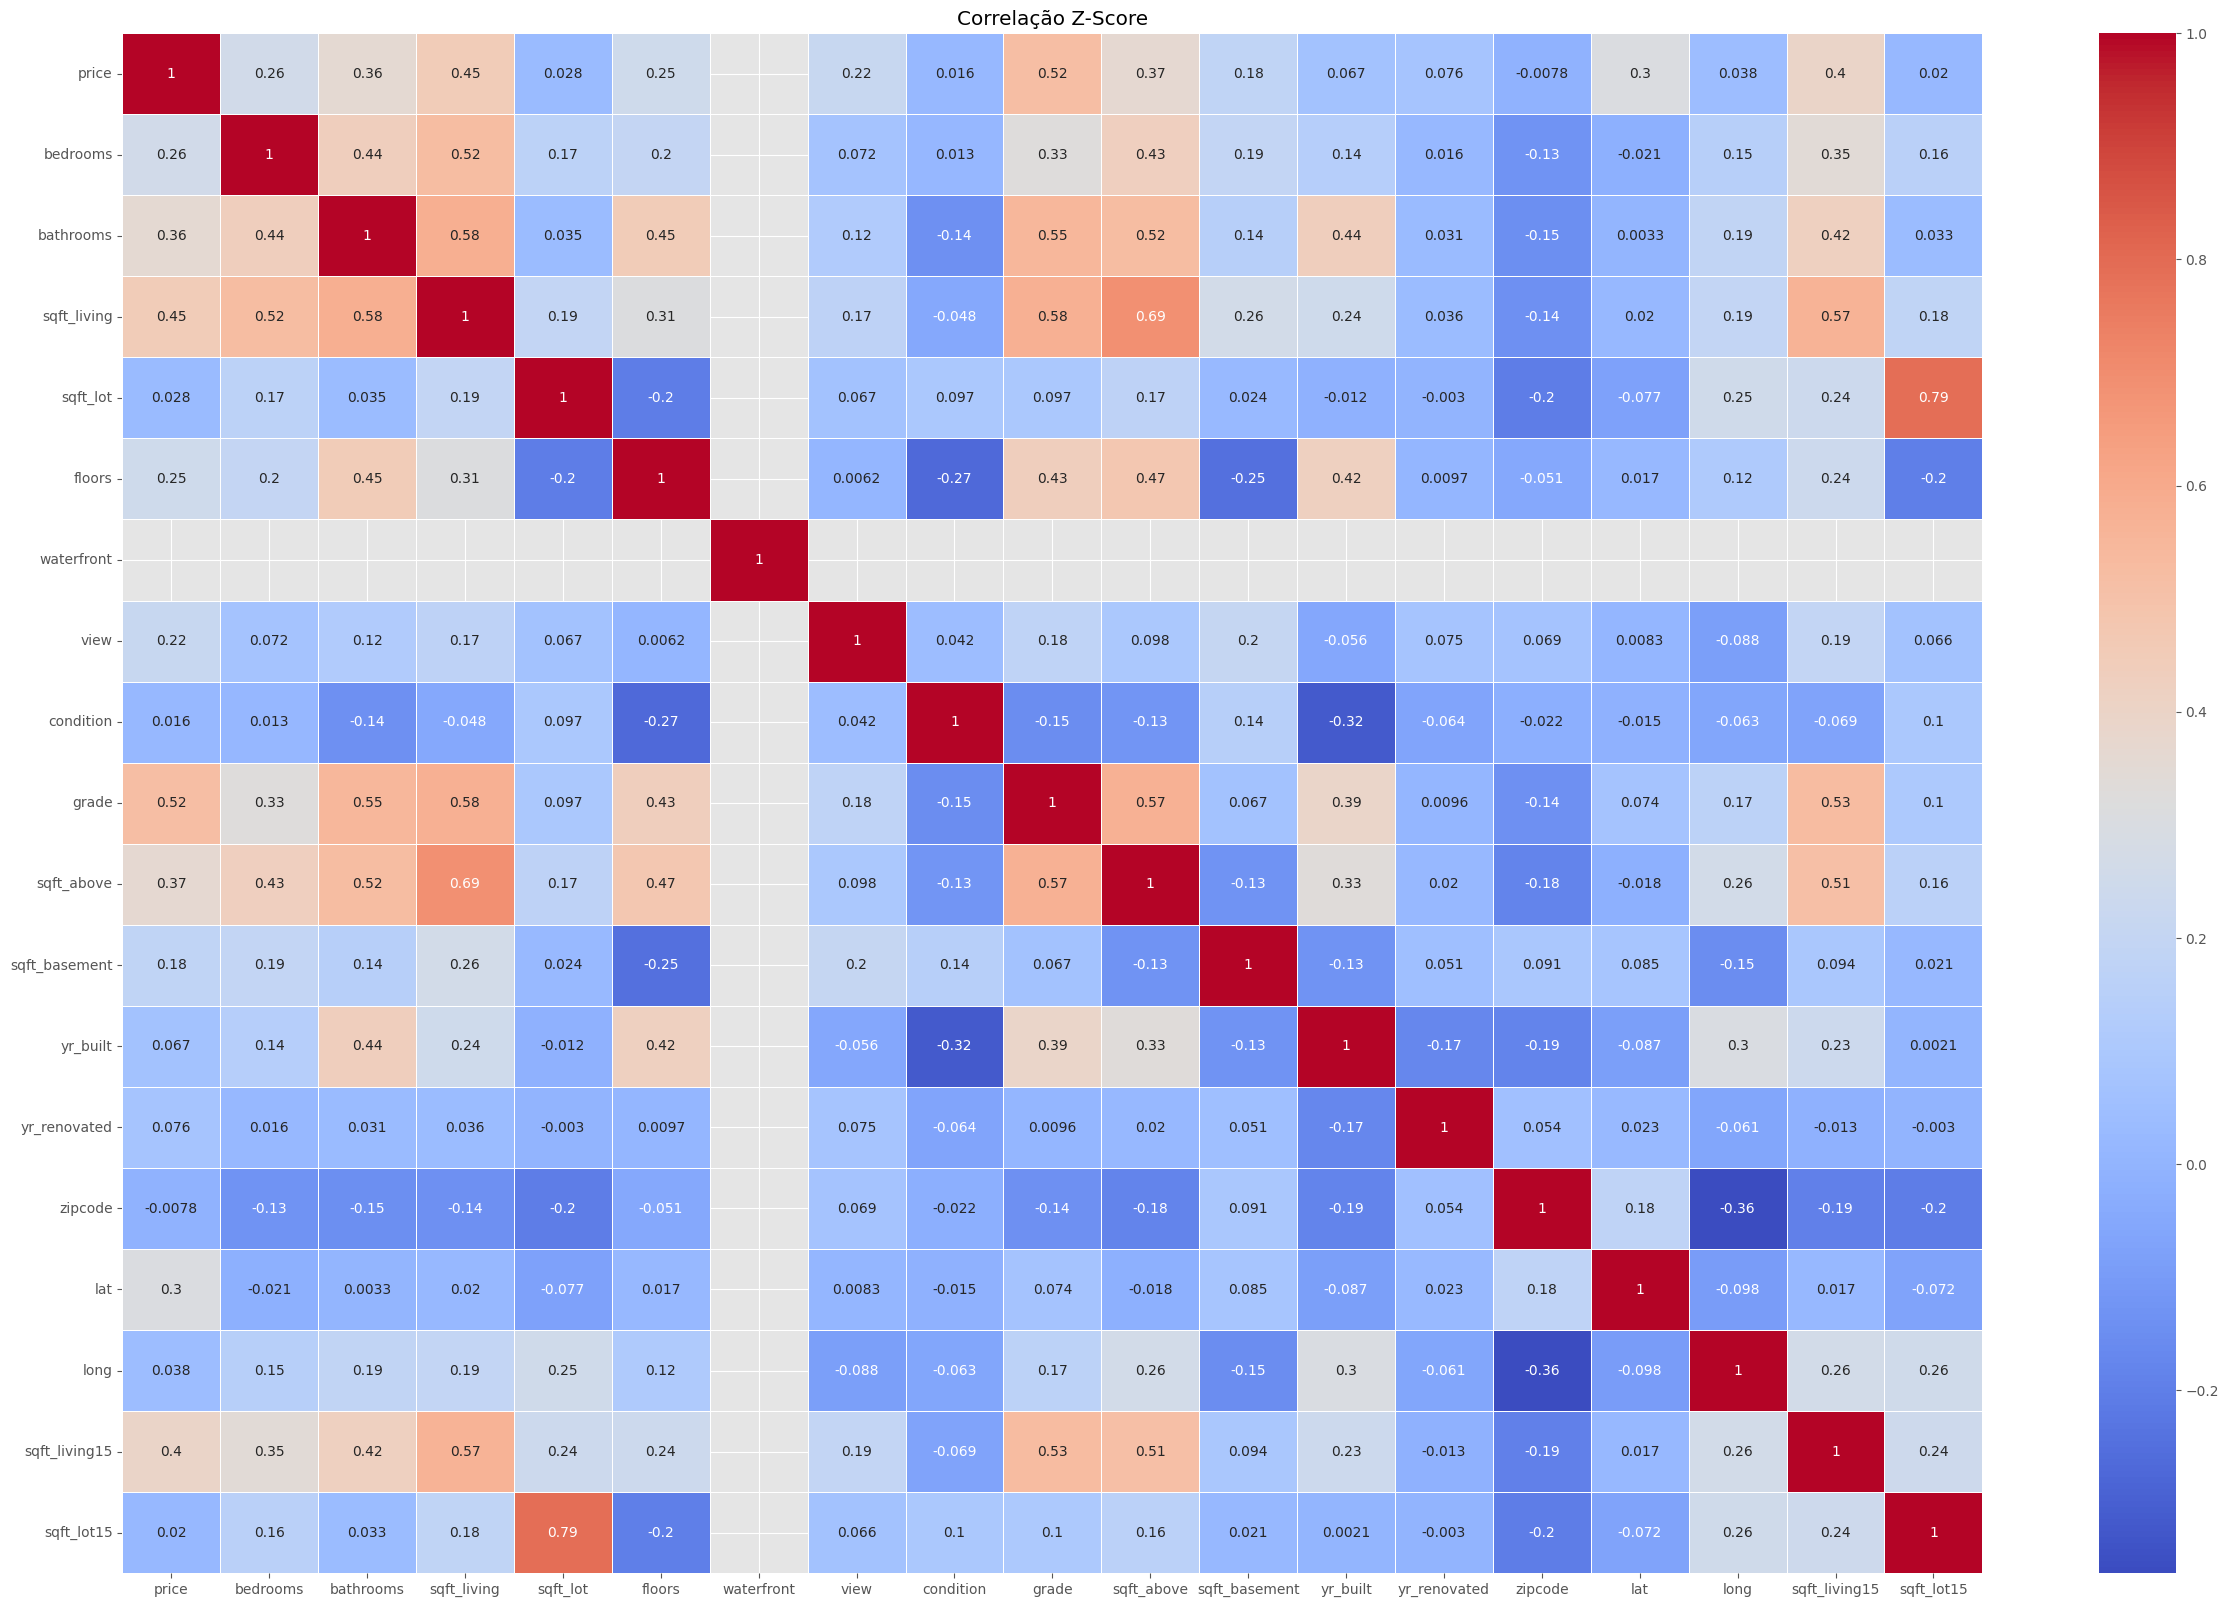 Correlação Z-Score
price 1 0.26 0.36 0.45 0.028 0.25 0.22 0.016 0.52 0.37 0.18 0.067 0.076 -0.0078 0.3 0.038 0.4 0.02
bedrooms 0.26 1 0.44 0.52 0.17 0.2 0.072 0.013 0.33 0.43 0.19 0.14 0.016 -0.13 -0.021 0.15 0.35 0.16
bathrooms 0.36 0.44 1 0.58 0.035 0.45 0.12 -0.14 0.55 0.52 0.14 0.44 0.031 -0.15 0.0033 0.19 0.42 0.033
sqft_living 0.45 0.52 0.58 1 0.19 0.31 0.17 -0.048 0.58 0.69 0.26 0.24 0.036 -0.14 0.02 0.19 0.57 0.18
sqft_lot 0.028 0.17 0.035 0.19 1 -0.2 0.067 0.097 0.097 0.17 0.024 -0.012 -0.003 -0.2 -0.077 0.25 0.24 0.79
floors 0.25 0.2 0.45 0.31 -0.2 1 0.0062 -0.27 0.43 0.47 -0.25 0.42 0.0097 -0.051 0.017 0.12 0.24 -0.2
waterfront 1
view 0.22 0.072 0.12 0.17 0.067 0.0062 1 0.042 0.18 0.098 0.2 -0.056 0.075 0.069 0.0083 -0.088 0.19 0.066
condition 0.016 0.013 -0.14 -0.048 0.097 -0.27 0.042 1 -0.15 -0.13 0.14 -0.32 -0.064 -0.022 -0.015 -0.063 -0.069 0.1
grade 0.52 0.33 0.55 0.58 0.097 0.43 0.18 -0.15 1 0.57 0.067 0.39 0.0096 -0.14 0.074 0.17 0.53 0.1
sqft_above 0.37 0.43 0.52 0.69 0.17 0.47 0.098 -0.13 0.57 1 -0.13 0.33 0.02 -0.18 -0.018 0.26 0.51 0.16
sqft_basement 0.18 0.19 0.14 0.26 0.024 -0.25 0.2 0.14 0.067 -0.13 1 -0.13 0.051 0.091 0.085 -0.15 0.094 0.021
yr_built 0.067 0.14 0.44 0.24 -0.012 0.42 -0.056 -0.32 0.39 0.33 -0.13 1 -0.17 -0.19 -0.087 0.3 0.23 0.0021
yr_renovated 0.076 0.016 0.031 0.036 -0.003 0.0097 0.075 -0.064 0.0096 0.02 0.051 -0.17 1 0.054 0.023 -0.061 -0.013 -0.003
zipcode -0.0078 -0.13 -0.15 -0.14 -0.2 -0.051 0.069 -0.022 -0.14 -0.18 0.091 -0.19 0.054 1 0.18 -0.36 -0.19 -0.2
lat 0.3 -0.021 0.0033 0.02 -0.077 0.017 0.0083 -0.015 0.074 -0.018 0.085 -0.087 0.023 0.18 1 -0.098 0.017 -0.072
long 0.038 0.15 0.19 0.19 0.25 0.12 -0.088 -0.063 0.17 0.26 -0.15 0.3 -0.061 -0.36 -0.098 1 0.26 0.26
sqft_living15 0.4 0.35 0.42 0.57 0.24 0.24 0.19 -0.069 0.53 0.51 0.094 0.23 -0.013 -0.19 0.017 0.26 1 0.24
sqft_lot15 0.02 0.16 0.033 0.18 0.79 -0.2 0.066 0.1 0.1 0.16 0.021 0.0021 -0.003 -0.2 -0.072 0.26 0.24 1
price bedrooms bathrooms sqft_living sqft_lot floors waterfront view condition grade sqft_above sqft_basement yr_built yr_renovated zipcode lat long sqft_living15 sqft_lot15
1.0
0.8
0.6
0.4
0.2
0.0
−0.2